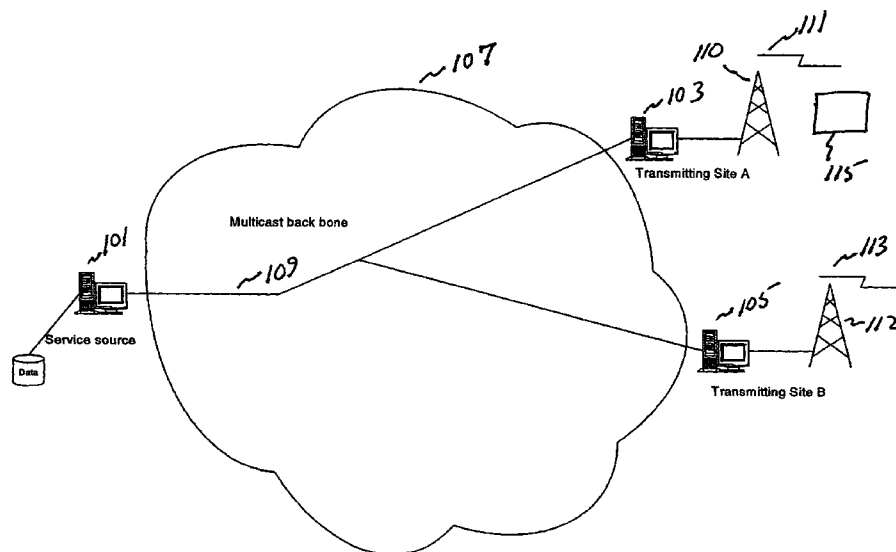 111
110
107
103
115
Transmitting Site A
Multicast back bone
101
109
113
105
112
Service source
Data
Transmitting Site B